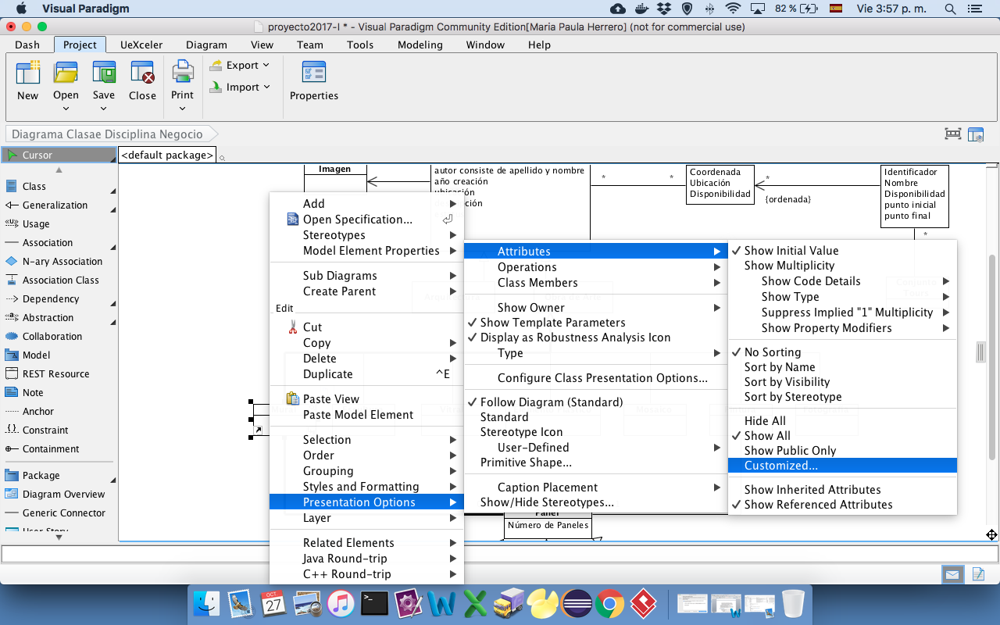 Visual Paradigm
82 %
Vie 3:57 p. m.
proyecto2017-I * - Visual Paradigm Community Edition[Maria Paula Herrero] (not for commercial use)
Dash
Project
UeXceler
Diagram
View
Team
Tools
Modeling
Window
Help
New
Open
Save
Close
Print
Export
Import
Properties
Diagrama Clasae Disciplina Negocio
Cursor
<default package>
Class
Generalization
Usage
Association
N-ary Association
Association Class
Dependency
Abstraction
Collaboration
Model
REST Resource
Note
Anchor
Constraint
Containment
Package
Diagram Overview
Generic Connector
User Story
Imagen
autor consiste de apellido y nombre
año creación
ubicación
*
*
Coordenada
Ubicación
Disponibilidad
*
{ordenada}
Identificador
Nombre
Disponibilidad
punto inicial
punto final
*
Add
Open Specification...
Stereotypes
Model Element Properties
Sub Diagrams
Create Parent
Edit
Cut
Copy
Delete
Duplicate
^E
Paste View
Paste Model Element
Selection
Order
Grouping
Styles and Formatting
Presentation Options
Layer
Related Elements
Java Round-trip
C++ Round-trip
Attributes
Operations
Class Members
Show Owner
Show Template Parameters
Display as Robustness Analysis Icon
Type
Configure Class Presentation Options...
Follow Diagram (Standard)
Standard
Stereotype Icon
User-Defined
Primitive Shape...
Caption Placement
Show/Hide Stereotypes...
Show Initial Value
Show Multiplicity
Show Code Details
Show Type
Suppress Implied "1" Multiplicity
Show Property Modifiers
No Sorting
Sort by Name
Sort by Visibility
Sort by Stereotype
Hide All
Show All
Show Public Only
Customized...
Show Inherited Attributes
Show Referenced Attributes
Panel
Número de Paneles
OCT
27